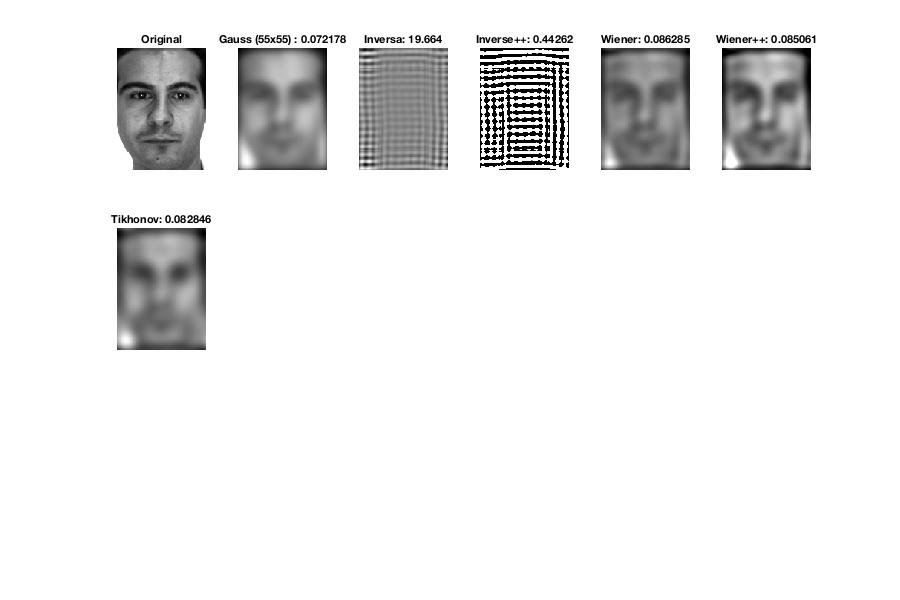 Original
Gauss (55x55) : 0.072178
Inversa: 19.664
Inverse++: 0.44262
Wiener: 0.086285
Wiener++: 0.085061
Tikhonov: 0.082846